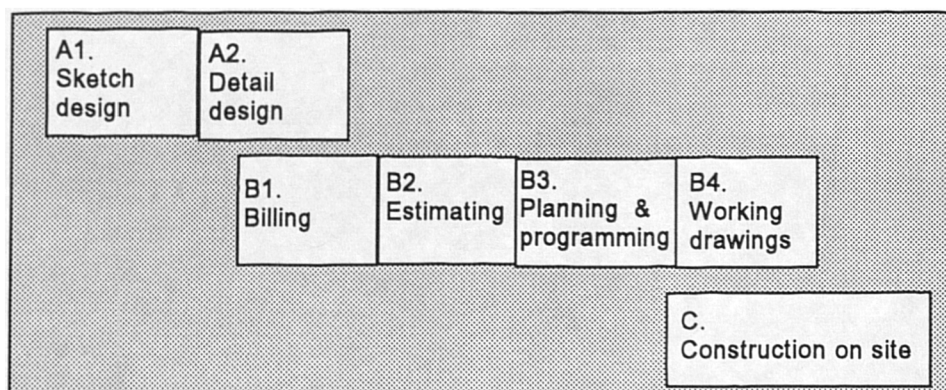 A1.
Sketch
design
A2.
Detail
design
B1.
Billing
B2.
Estimating
B3.
Planning &
programming
B4.
Working
drawings
C.
Construction on site